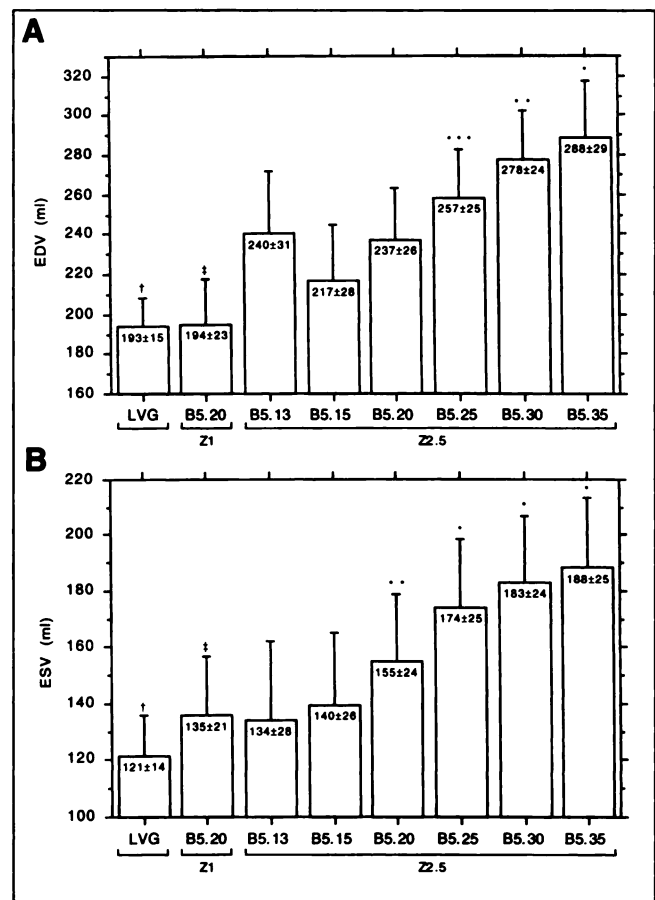 A
EDV (ml)
330
300
280
260
240
220
200
180
160
193±15
194±23
240±31
217±28
237±26
257±25
278±24
288±29
†
‡
• • •
• •
•
LVG
B5.20
B5.13
B5.15
B5.20
B5.25
B5.30
B5.35
Z1
Z2.5
B
ESV (ml)
220
200
180
160
140
120
100
121±14
135±21
134±28
140±26
155±24
174±25
183±24
188±25
†
‡
• •
•
•
•
LVG
B5.20
B5.13
B5.15
B5.20
B5.25
B5.30
B5.35
Z1
Z2.5